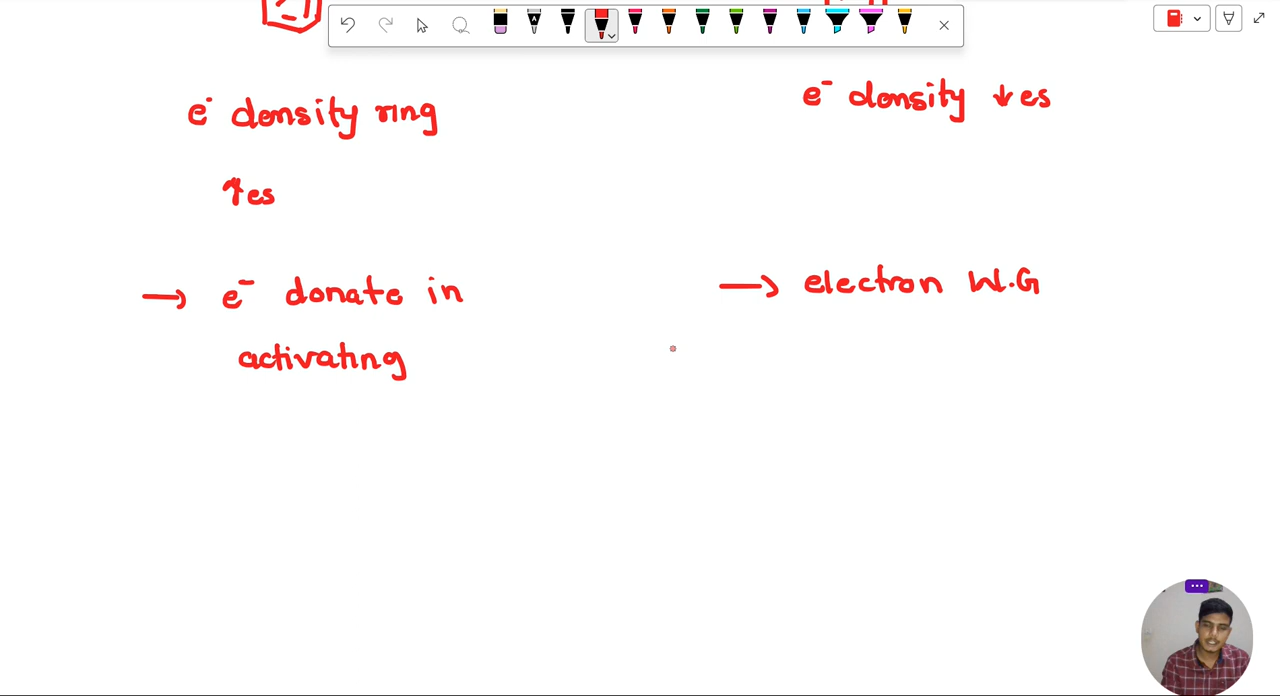 e⁻ density ring
↑es
→ e⁻ donate in
activating
e⁻ density ↓es
→ electron W.G